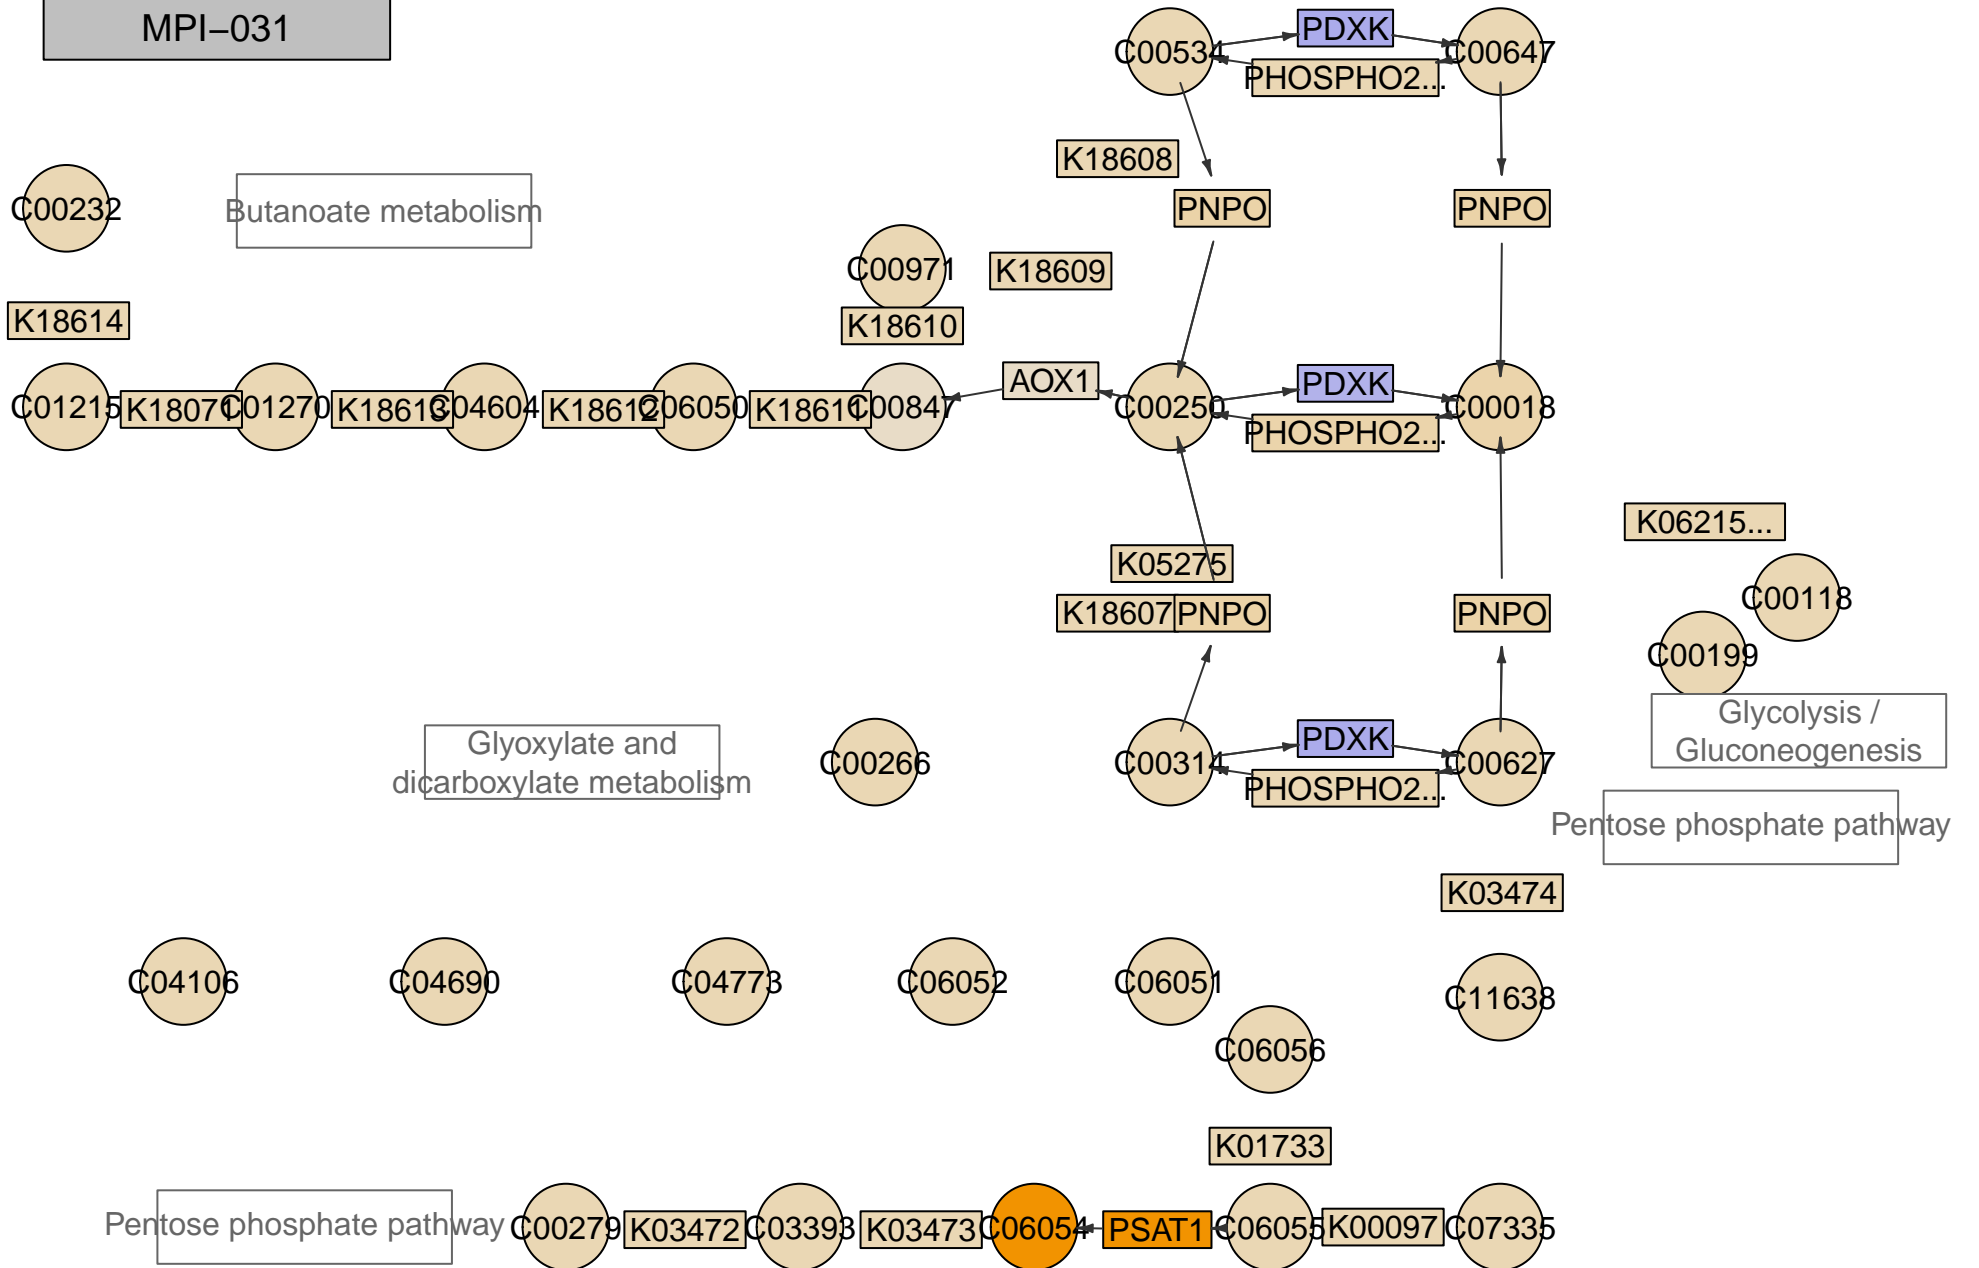 MPI−031
C00534
PDXK
C00647
PHOSPHO2...
K18608
C00232
Butanoate metabolism
PNPO
PNPO
C00971
K18609
K18614
K18610
C01215
K18071
C01270
K18613
C04604
K18612
C06050
K18611
C00847
AOX1
C00250
PDXK
PHOSPHO2...
C00018
K06215...
K05275
K18607
PNPO
PNPO
C00118
C00199
Glycolysis /
Gluconeogenesis
Glyoxylate and
dicarboxylate metabolism
C00266
C00314
PDXK
PHOSPHO2...
C00627
Pentose phosphate pathway
K03474
C04106
C04690
C04773
C06052
C06051
C11638
C06056
K01733
Pentose phosphate pathway
C00279
K03472
C03393
K03473
C06054
PSAT1
C06055
K00097
C07335